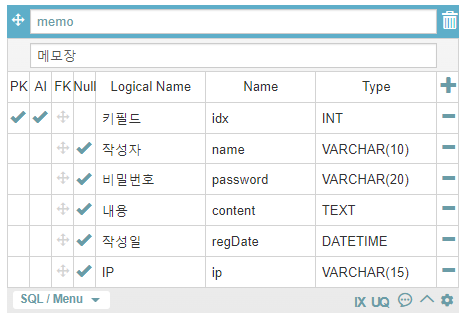 memo
메모장
PK AI FK Null Logical Name Name Type
키필드 idx INT
작성자 name VARCHAR(10)
비밀번호 password VARCHAR(20)
내용 content TEXT
작성일 regDate DATETIME
IP ip VARCHAR(15)
SQL / Menu IX UQ